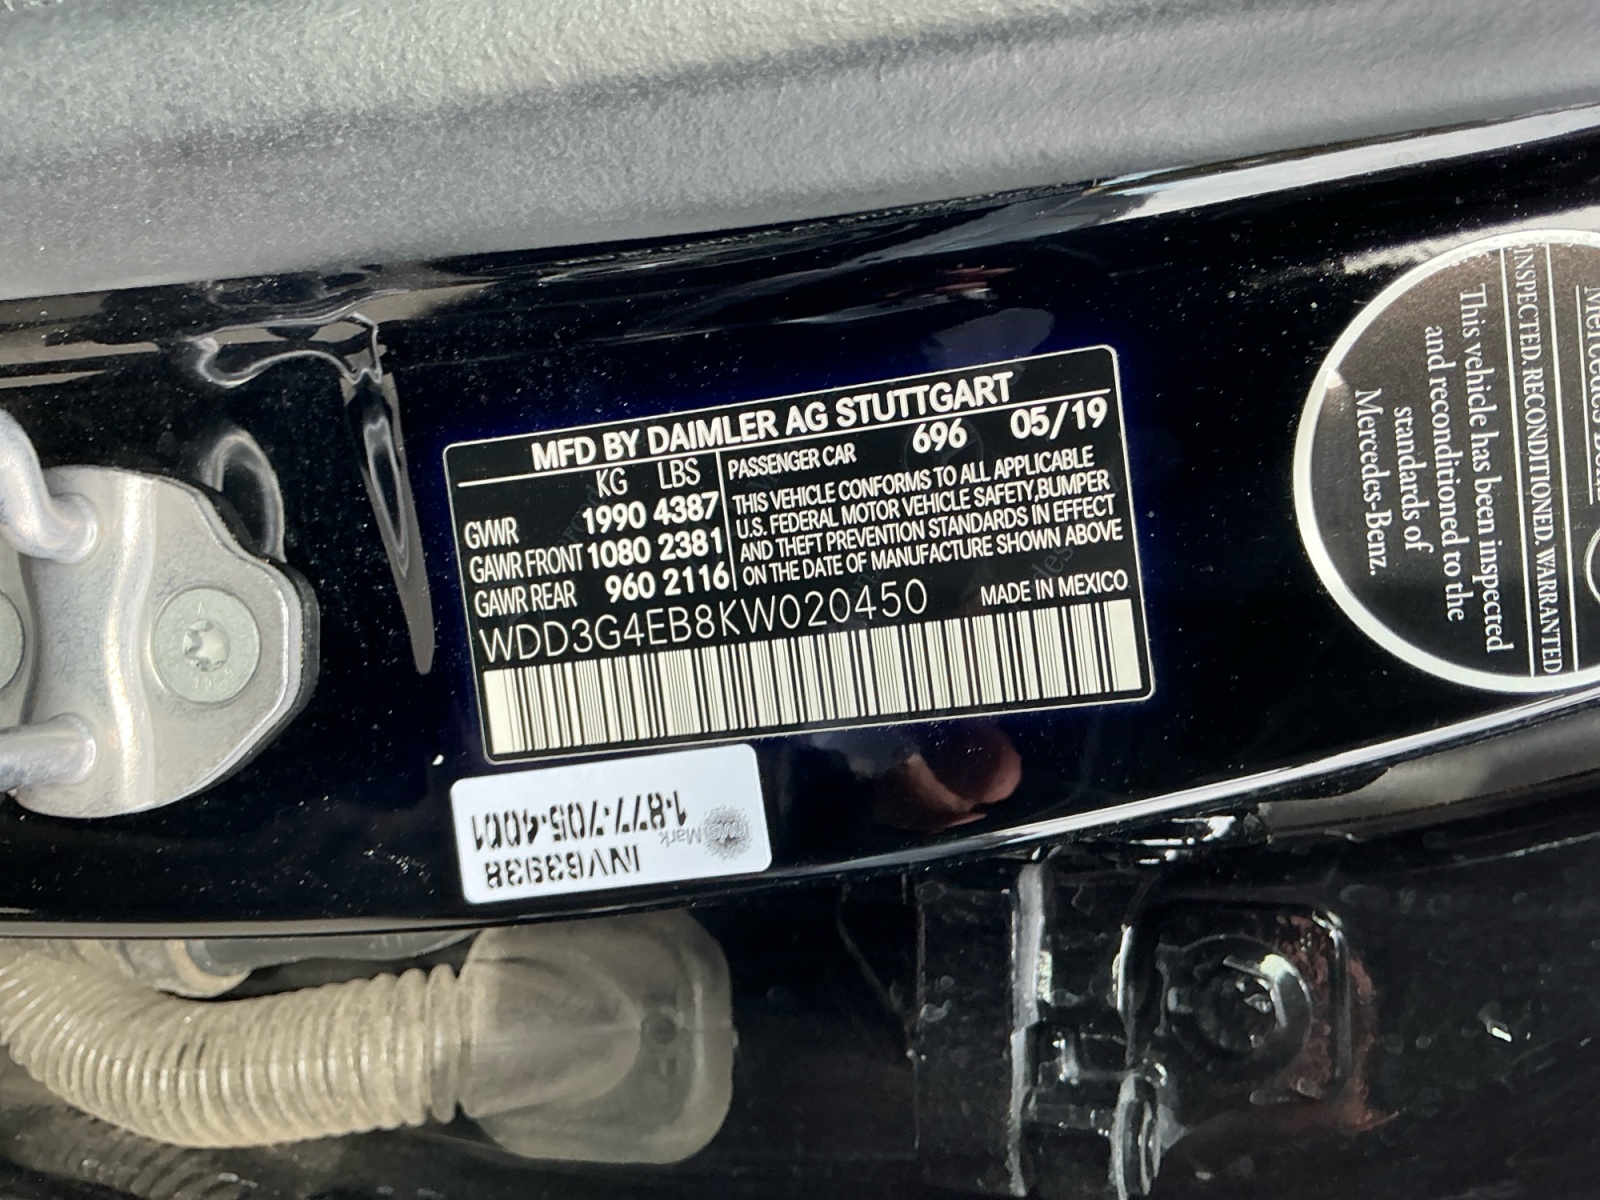 MFD BY DAIMLER AG STUTTGART
KG LBS
GVWR 1990 4387
GAWR FRONT 1080 2381
GAWR REAR 960 2116
PASSENGER CAR 696 05/19
THIS VEHICLE CONFORMS TO ALL APPLICABLE
U.S. FEDERAL MOTOR VEHICLE SAFETY,BUMPER
AND THEFT PREVENTION STANDARDS IN EFFECT
ON THE DATE OF MANUFACTURE SHOWN ABOVE
WDD3G4EB8KW020450 MADE IN MEXICO
INV63938
1-877-705-4001
Mark
INSPECTED. RECONDITIONED. WARRANTED
This vehicle has been inspected
and reconditioned to the
standards of
Mercedes-Benz.